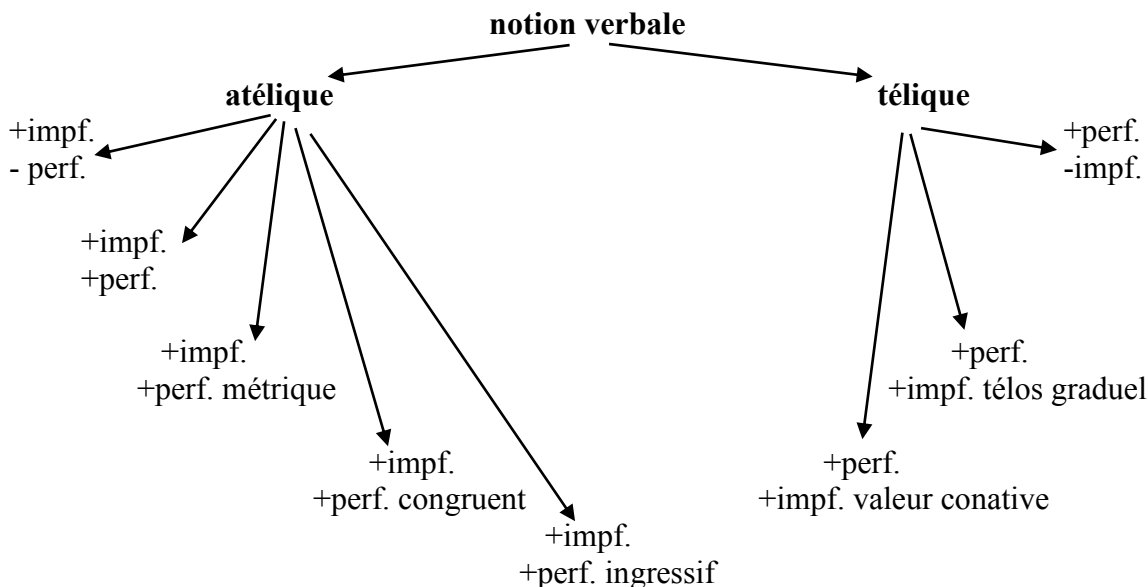 notion verbale
atélique
télique
+impf.
- perf.
+perf.
-impf.
+impf.
+perf.
+impf.
+perf. métrique
+perf.
+impf. télos graduel
+impf.
+perf. congruent
+perf.
+impf. valeur conative
+impf.
+perf. ingressif